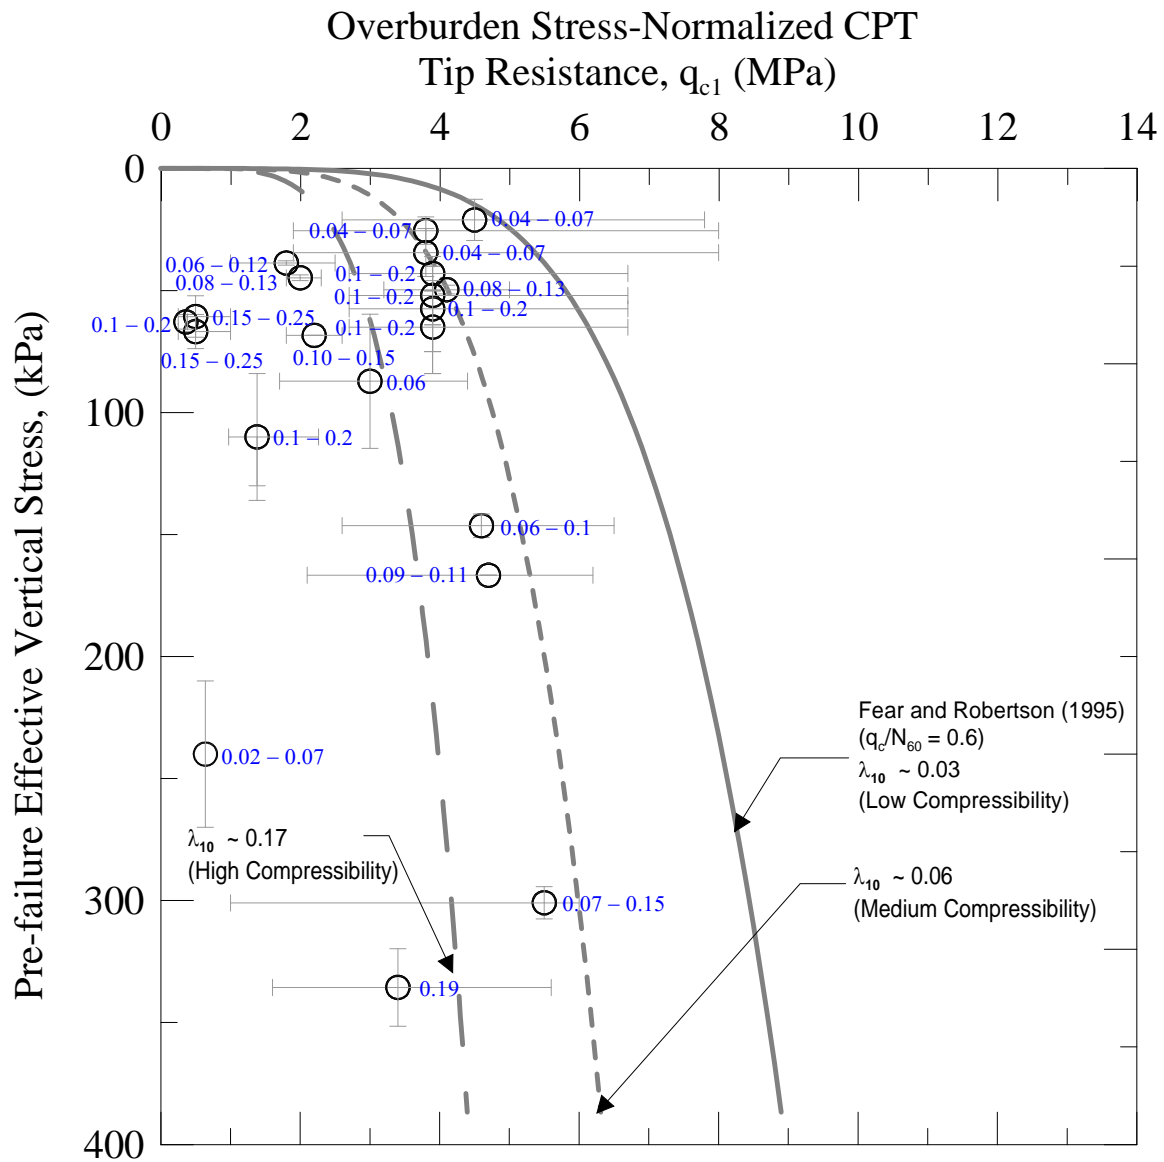 Overburden Stress-Normalized CPT
Tip Resistance, qc1 (MPa)
0 2 4 6 8 10 12 14
Pre-failure Effective Vertical Stress, (kPa)
0
100
200
300
400
0.04 – 0.07
0.04 – 0.07
0.04 – 0.07
0.06 – 0.12
0.1 – 0.2
0.08 – 0.13
0.08 – 0.13
0.1 – 0.2
0.1 – 0.2
0.15 – 0.25
0.1 – 0.2
0.1 – 0.2
0.15 – 0.25
0.10 – 0.15
0.06
0.1 – 0.2
0.06 – 0.1
0.09 – 0.11
0.02 – 0.07
Fear and Robertson (1995)
(qc/N60 = 0.6)
λ10 ~ 0.03
(Low Compressibility)
λ10 ~ 0.17
(High Compressibility)
λ10 ~ 0.06
(Medium Compressibility)
0.07 – 0.15
0.19